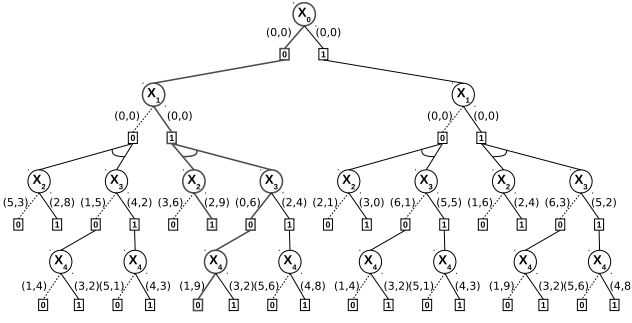 X0
(0,0) (0,0)
0 1
X1 X1
(0,0) (0,0) (0,0) (0,0)
0 1 0 1
X2 X3 X2 X3 X2 X3 X2 X3
(5,3) (2,8) (1,5) (4,2) (3,6) (2,9) (0,6) (2,4) (2,1) (3,0) (6,1) (5,5) (1,6) (2,4) (6,3) (5,2)
0 1 0 1 0 1 0 1 0 1 0 1 0 1 0 1
X4 X4 X4 X4 X4 X4 X4 X4
(1,4) (3,2)(5,1) (4,3) (1,9) (3,2)(5,6) (4,8) (1,4) (3,2)(5,1) (4,3) (1,9) (3,2)(5,6) (4,8
0 1 0 1 0 1 0 1 0 1 0 1 0 1 0 1